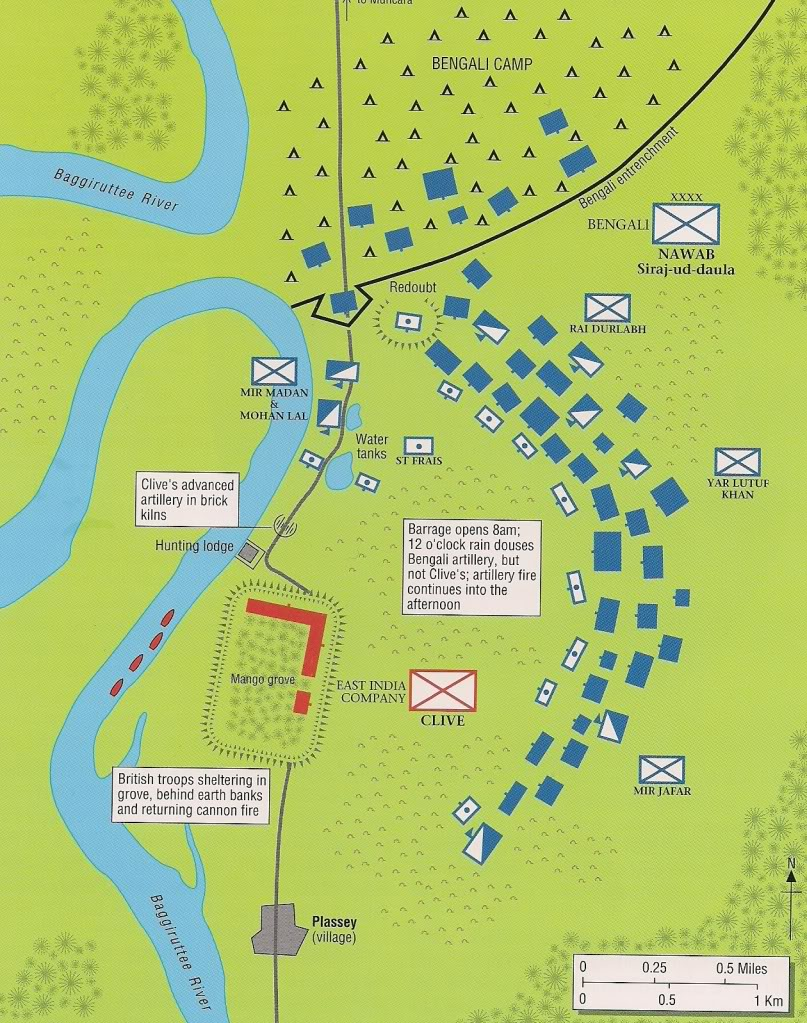 to Muncara
BENGALI CAMP
Baggiruttee River
Bengali entrenchment
XXXX
BENGALI
NAWAB
Siraj-ud-daula
Redoubt
RAI DURLABH
MIR MADAN
&
MOHAN LAL
Water
tanks
ST FRAIS
YAR LUTUF
KHAN
Clive's advanced
artillery in brick
kilns
Hunting lodge
Barrage opens 8am;
12 o'clock rain douses
Bengali artillery, but
not Clive's; artillery fire
continues into the
afternoon
Mango grove
EAST INDIA
COMPANY
CLIVE
British troops sheltering in
grove, behind earth banks
and returning cannon fire
MIR JAFAR
N
Baggiruttee River
Plassey
(village)
0 0.25 0.5 Miles
0 0.5 1 Km